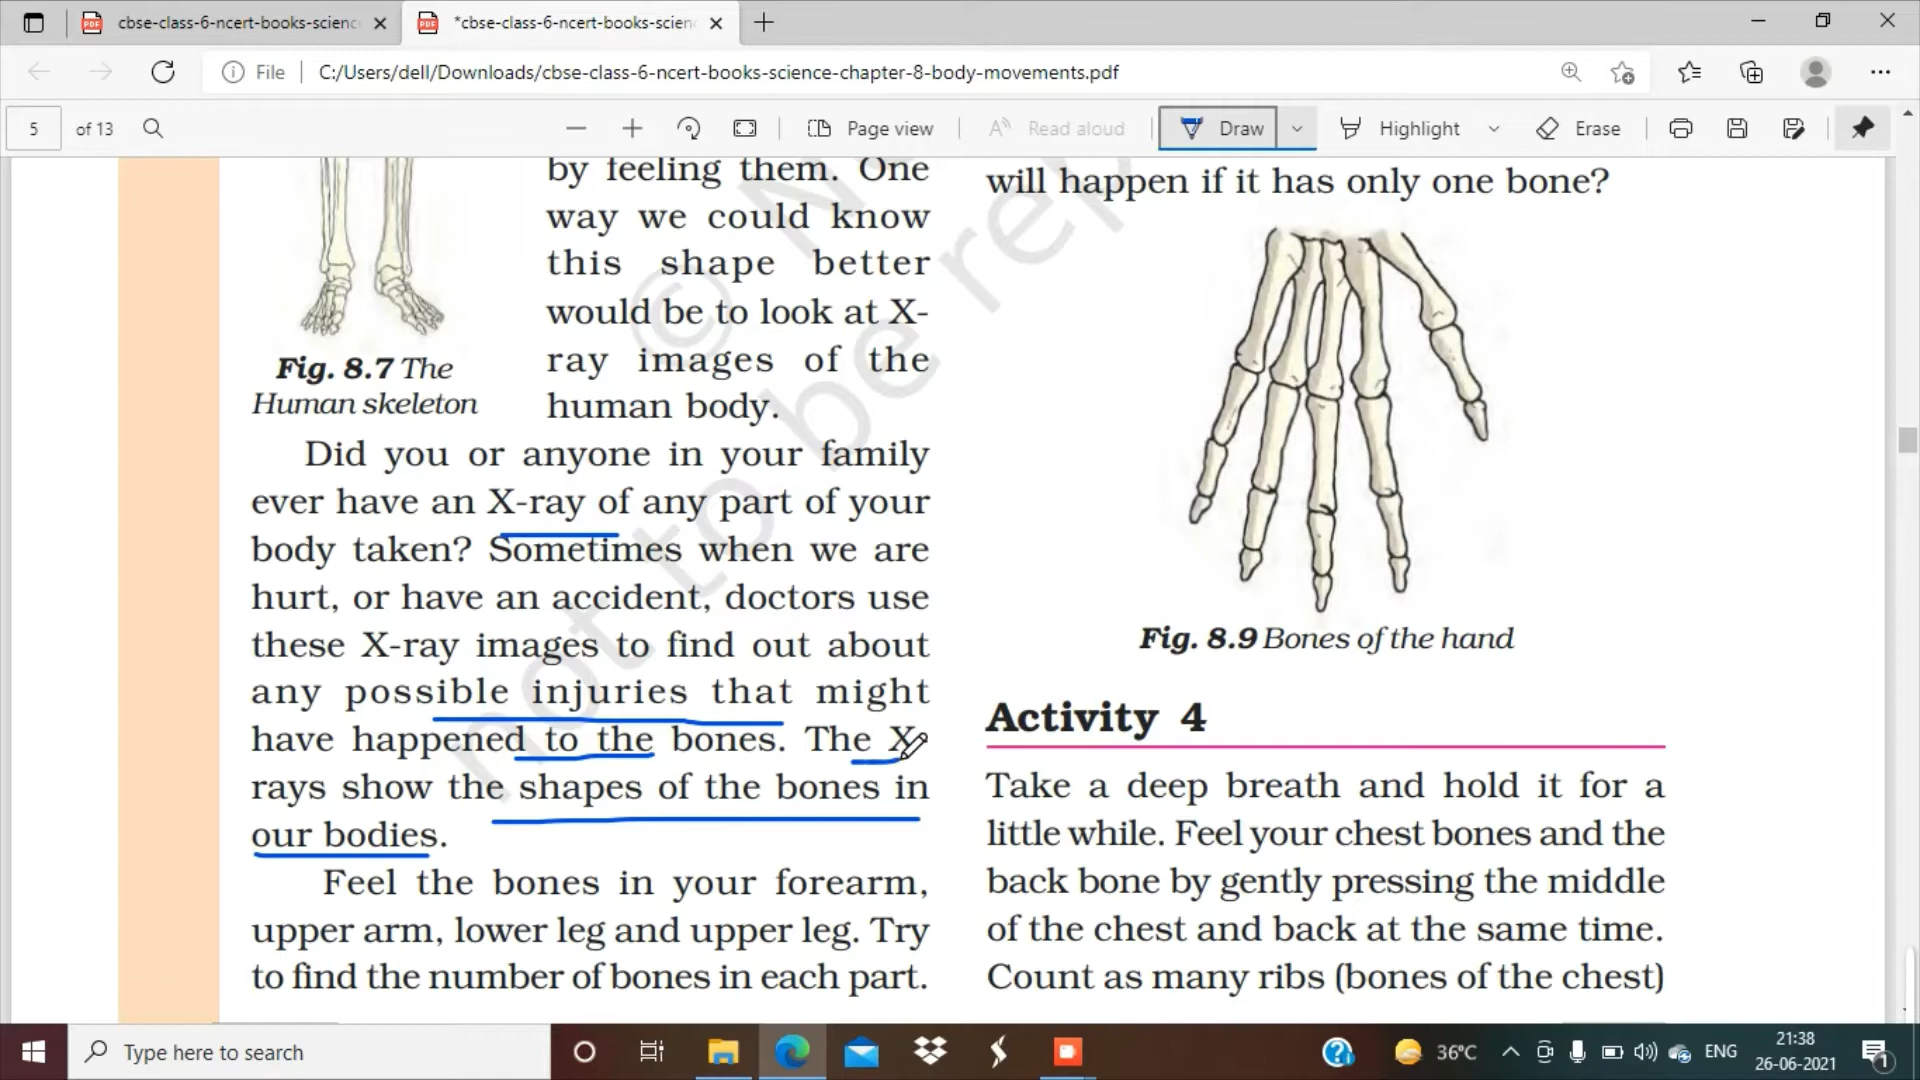 cbse-class-6-ncert-books-science
*cbse-class-6-ncert-books-scien
File
C:/Users/dell/Downloads/cbse-class-6-ncert-books-science-chapter-8-body-movements.pdf
5 of 13
Page view
Read aloud
Draw
Highlight
Erase
by feeling them. One
way we could know
this shape better
would be to look at X-
ray images of the
human body.
Fig. 8.7 The
Human skeleton
Did you or anyone in your family
ever have an X-ray of any part of your
body taken? Sometimes when we are
hurt, or have an accident, doctors use
these X-ray images to find out about
any possible injuries that might
have happened to the bones. The X-
rays show the shapes of the bones in
our bodies.
Feel the bones in your forearm,
upper arm, lower leg and upper leg. Try
to find the number of bones in each part.
will happen if it has only one bone?
Fig. 8.9 Bones of the hand
Activity 4
Take a deep breath and hold it for a
little while. Feel your chest bones and the
back bone by gently pressing the middle
of the chest and back at the same time.
Count as many ribs (bones of the chest)
© N
not to be rep
Type here to search
36°C
ENG
21:38
26-06-2021
1